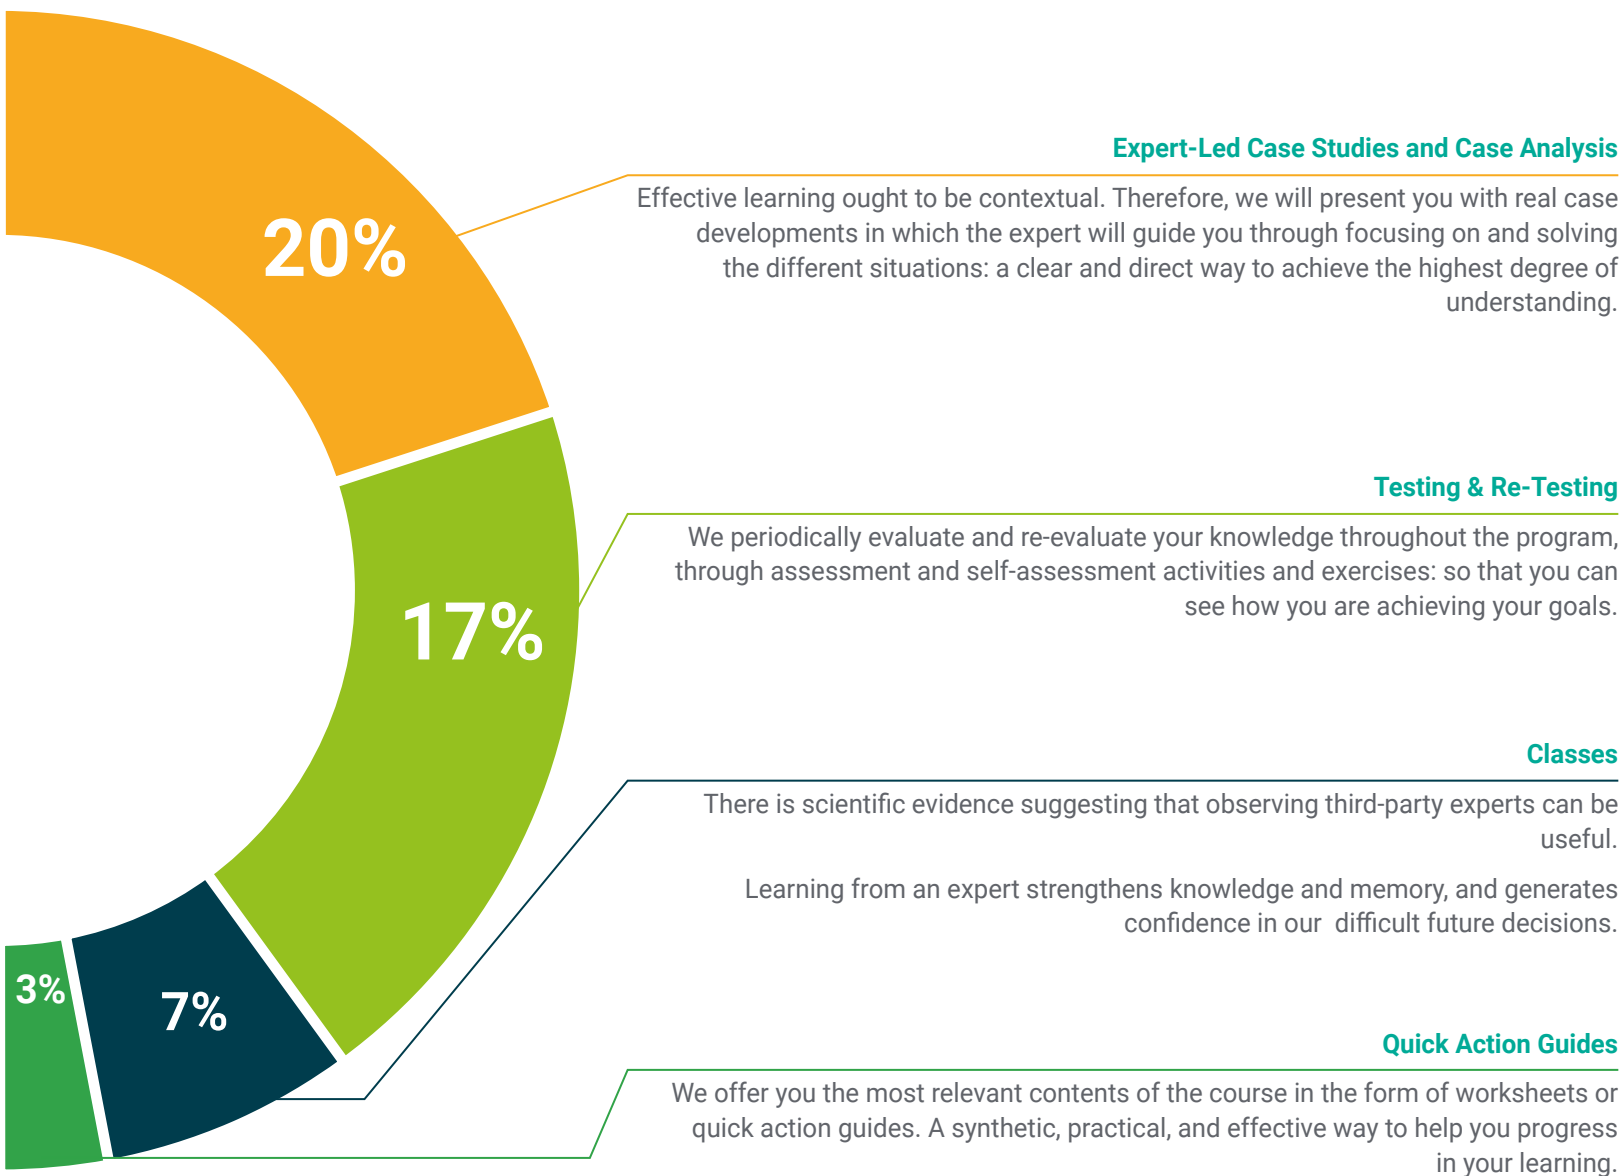 Expert-Led Case Studies and Case Analysis
Effective learning ought to be contextual. Therefore, we will present you with real case
developments in which the expert will guide you through focusing on and solving
the different situations: a clear and direct way to achieve the highest degree of
understanding.
20%
Testing & Re-Testing
We periodically evaluate and re-evaluate your knowledge throughout the program,
through assessment and self-assessment activities and exercises: so that you can
see how you are achieving your goals.
17%
Classes
There is scientific evidence suggesting that observing third-party experts can be
useful.
Learning from an expert strengthens knowledge and memory, and generates
confidence in our  difficult future decisions.
7%
3%
Quick Action Guides
We offer you the most relevant contents of the course in the form of worksheets or
quick action guides. A synthetic, practical, and effective way to help you progress
in your learning.